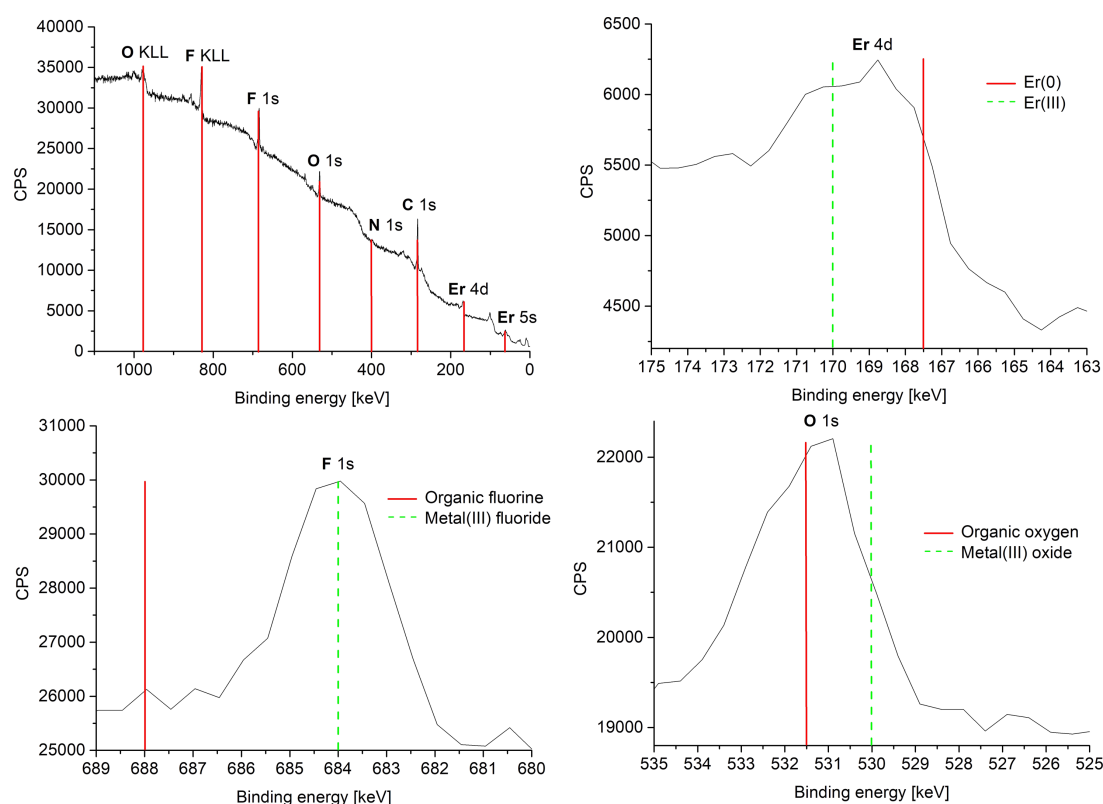 40000
35000
30000
25000
20000
15000
10000
5000
0
CPS
O KLL
F KLL
F 1s
O 1s
N 1s
C 1s
Er 4d
Er 5s
1000 800 600 400 200 0
Binding energy [keV]
6500
6000
5500
5000
4500
CPS
Er 4d
Er(0)
Er(III)
175 174 173 172 171 170 169 168 167 166 165 164 163
Binding energy [keV]
31000
30000
29000
28000
27000
26000
25000
CPS
F 1s
Organic fluorine
Metal(III) fluoride
689 688 687 686 685 684 683 682 681 680
Binding energy [keV]
22000
21000
20000
19000
CPS
O 1s
Organic oxygen
Metal(III) oxide
535 534 533 532 531 530 529 528 527 526 525
Binding energy [keV]